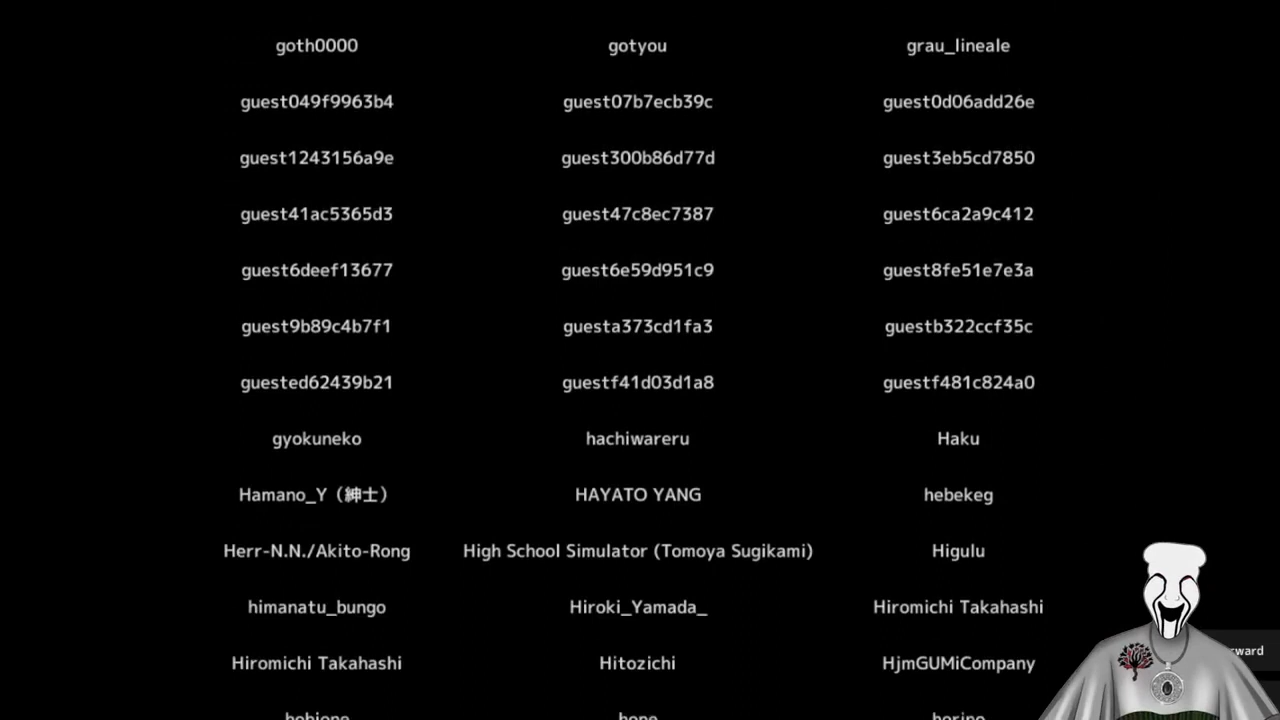 goth0000 gotyou grau_lineale
guest049f9963b4 guest07b7ecb39c guest0d06add26e
guest1243156a9e guest300b86d77d guest3eb5cd7850
guest41ac5365d3 guest47c8ec7387 guest6ca2a9c412
guest6deef13677 guest6e59d951c9 guest8fe51e7e3a
guest9b89c4b7f1 guesta373cd1fa3 guestb322ccf35c
guested62439b21 guestf41d03d1a8 guestf481c824a0
gyokuneko hachiwareru Haku
Hamano_Y（紳士） HAYATO YANG hebekeg
Herr-N.N./Akito-Rong High School Simulator (Tomoya Sugikami) Higulu
himanatu_bungo Hiroki_Yamada_ Hiromichi Takahashi
Hiromichi Takahashi Hitozichi HjmGUMiCompany